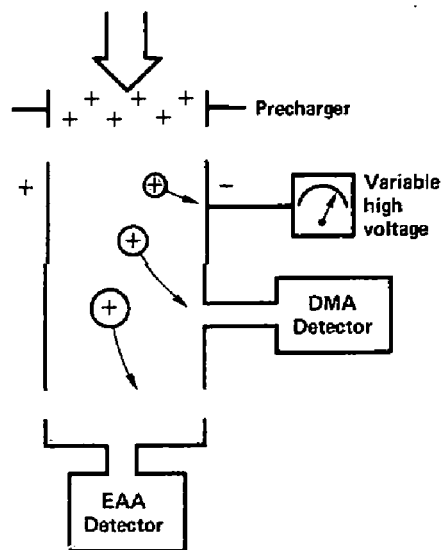 + + + + + + +
Precharger
+
−
+
Variable
high
voltage
+
+
DMA
Detector
EAA
Detector